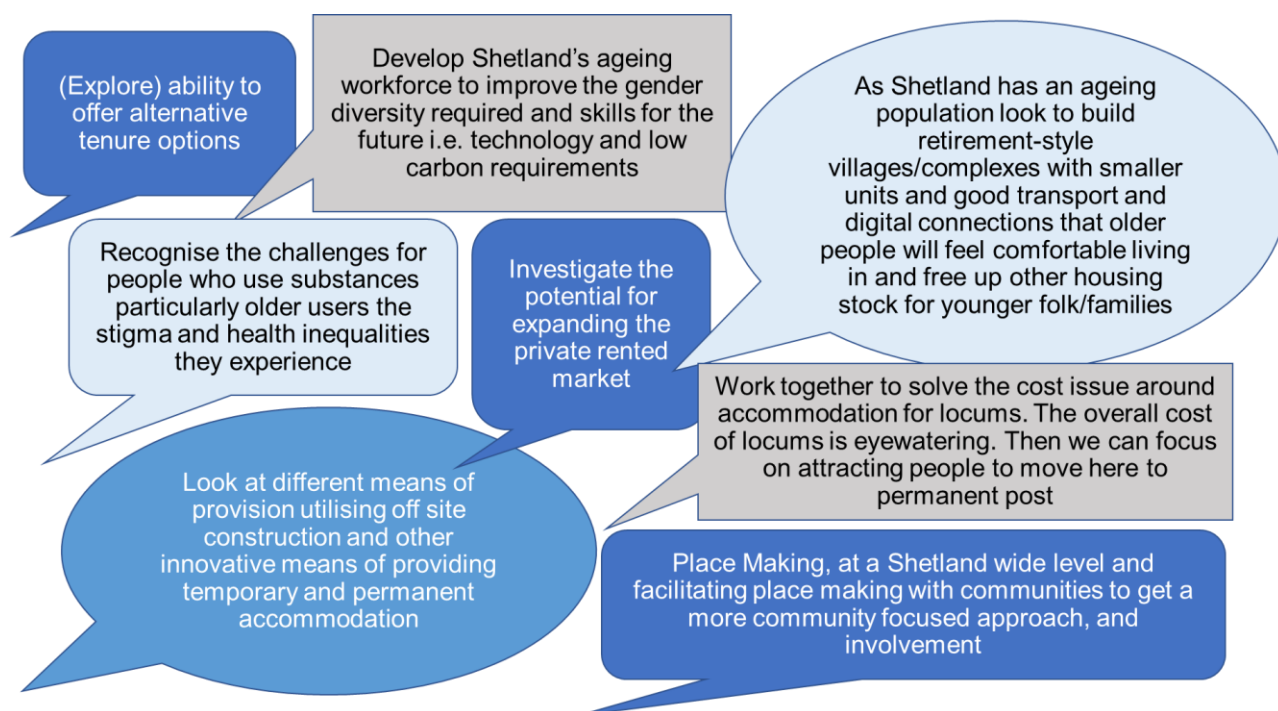 (Explore) ability to
offer alternative
tenure options
Develop Shetland’s ageing
workforce to improve the gender
diversity required and skills for the
future i.e. technology and low
carbon requirements
As Shetland has an ageing
population look to build
retirement-style
villages/complexes with smaller
units and good transport and
digital connections that older
people will feel comfortable living
in and free up other housing
stock for younger folk/families
Recognise the challenges for
people who use substances
particularly older users the
stigma and health inequalities
they experience
Investigate the
potential for
expanding the
private rented
market
Work together to solve the cost issue around
accommodation for locums. The overall cost
of locums is eyewatering. Then we can focus
on attracting people to move here to
permanent post
Look at different means of
provision utilising off site
construction and other
innovative means of providing
temporary and permanent
accommodation
Place Making, at a Shetland wide level and
facilitating place making with communities to get a
more community focused approach, and
involvement